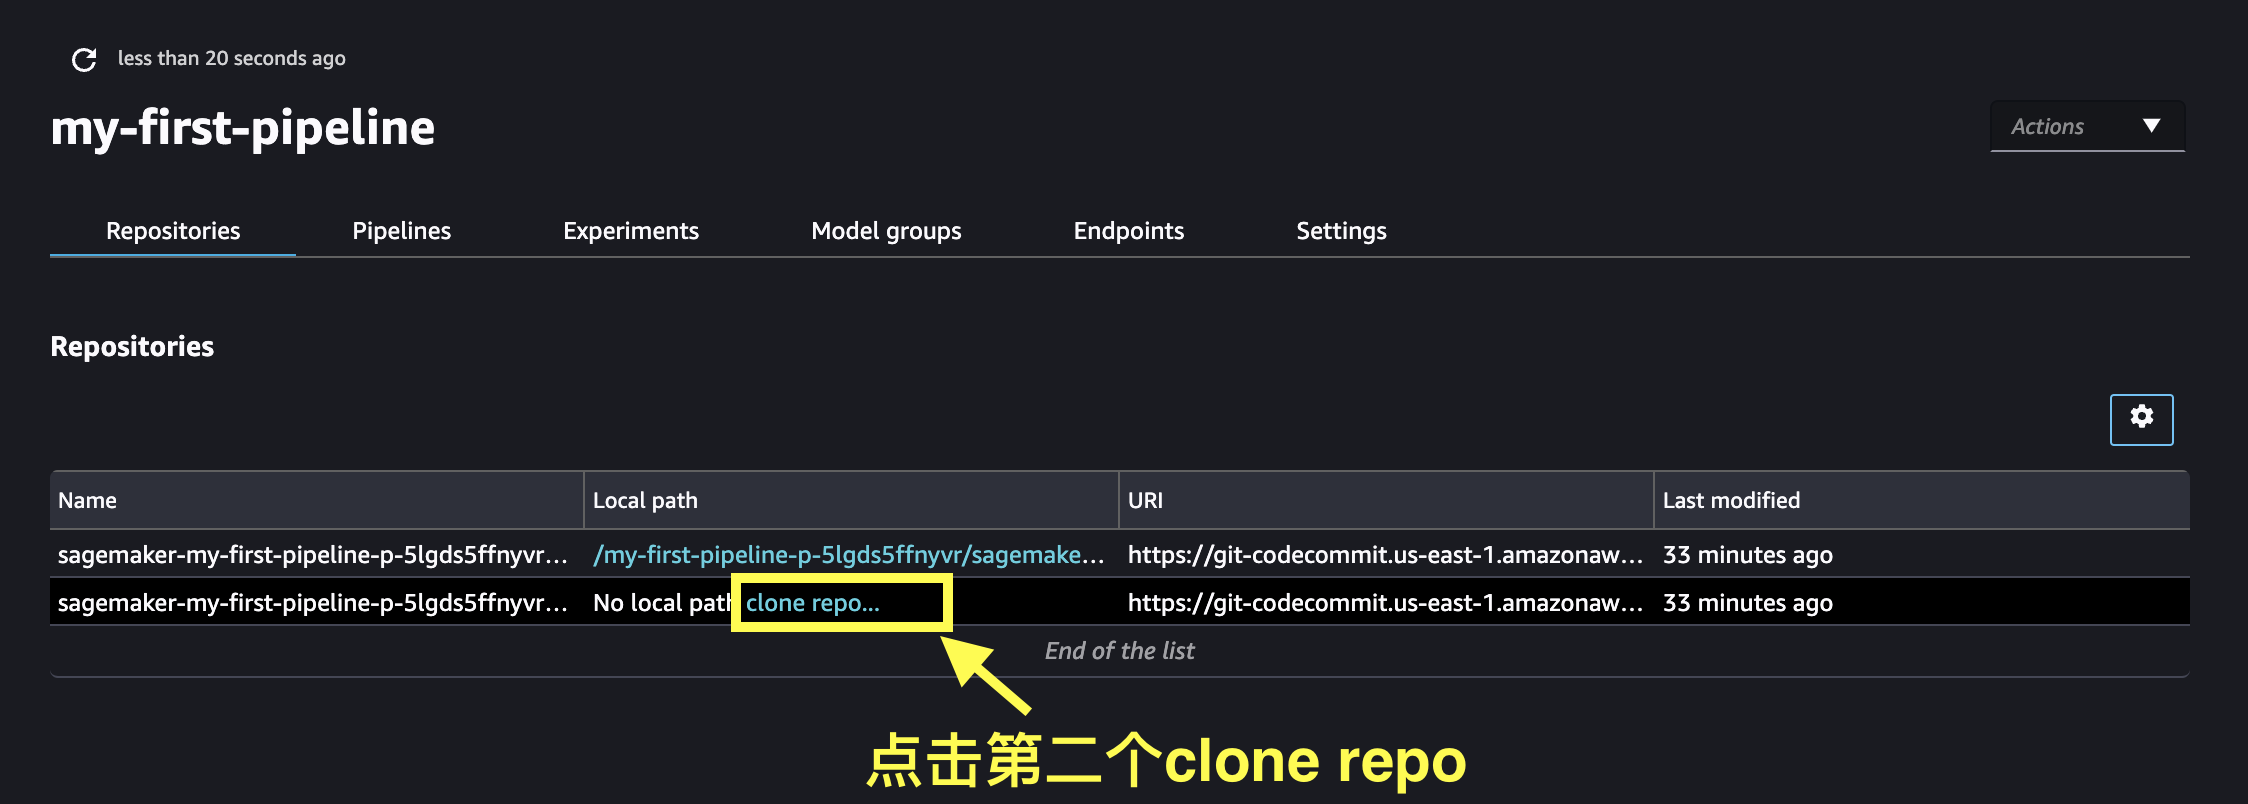 less than 20 seconds ago
my-first-pipeline
Actions
Repositories Pipelines Experiments Model groups Endpoints Settings
Repositories
Name Local path URI Last modified
sagemaker-my-first-pipeline-p-5lgds5ffnyvr... /my-first-pipeline-p-5lgds5ffnyvr/sagemake... https://git-codecommit.us-east-1.amazonaw... 33 minutes ago
sagemaker-my-first-pipeline-p-5lgds5ffnyvr... No local path clone repo... https://git-codecommit.us-east-1.amazonaw... 33 minutes ago
End of the list
点击第二个clone repo